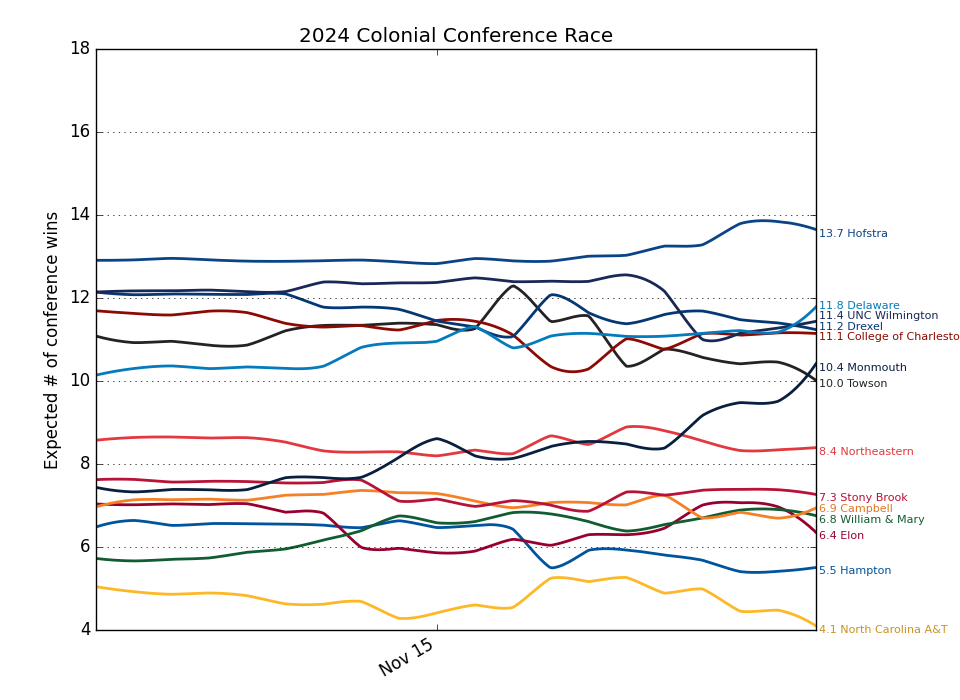 2024 Colonial Conference Race
Expected # of conference wins
18
16
14
12
10
8
6
4
Nov 15
13.7 Hofstra
11.8 Delaware
11.4 UNC Wilmington
11.2 Drexel
11.1 College of Charlesto
10.4 Monmouth
10.0 Towson
8.4 Northeastern
7.3 Stony Brook
6.9 Campbell
6.8 William & Mary
6.4 Elon
5.5 Hampton
4.1 North Carolina A&T